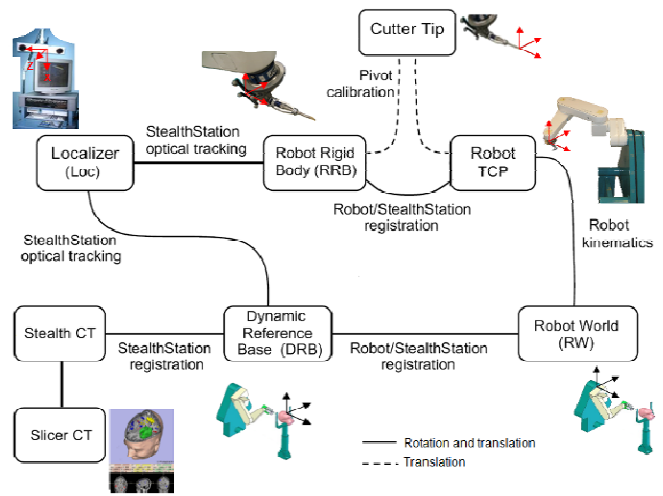 Cutter Tip
Pivot
calibration
StealthStation
optical tracking
Localizer
(Loc)
Robot Rigid
Body (RRB)
Robot
TCP
Robot/StealthStation
registration
Robot
kinematics
StealthStation
optical tracking
Stealth CT
StealthStation
registration
Dynamic
Reference
Base (DRB)
Robot/StealthStation
registration
Robot World
(RW)
Slicer CT
Rotation and translation
Translation